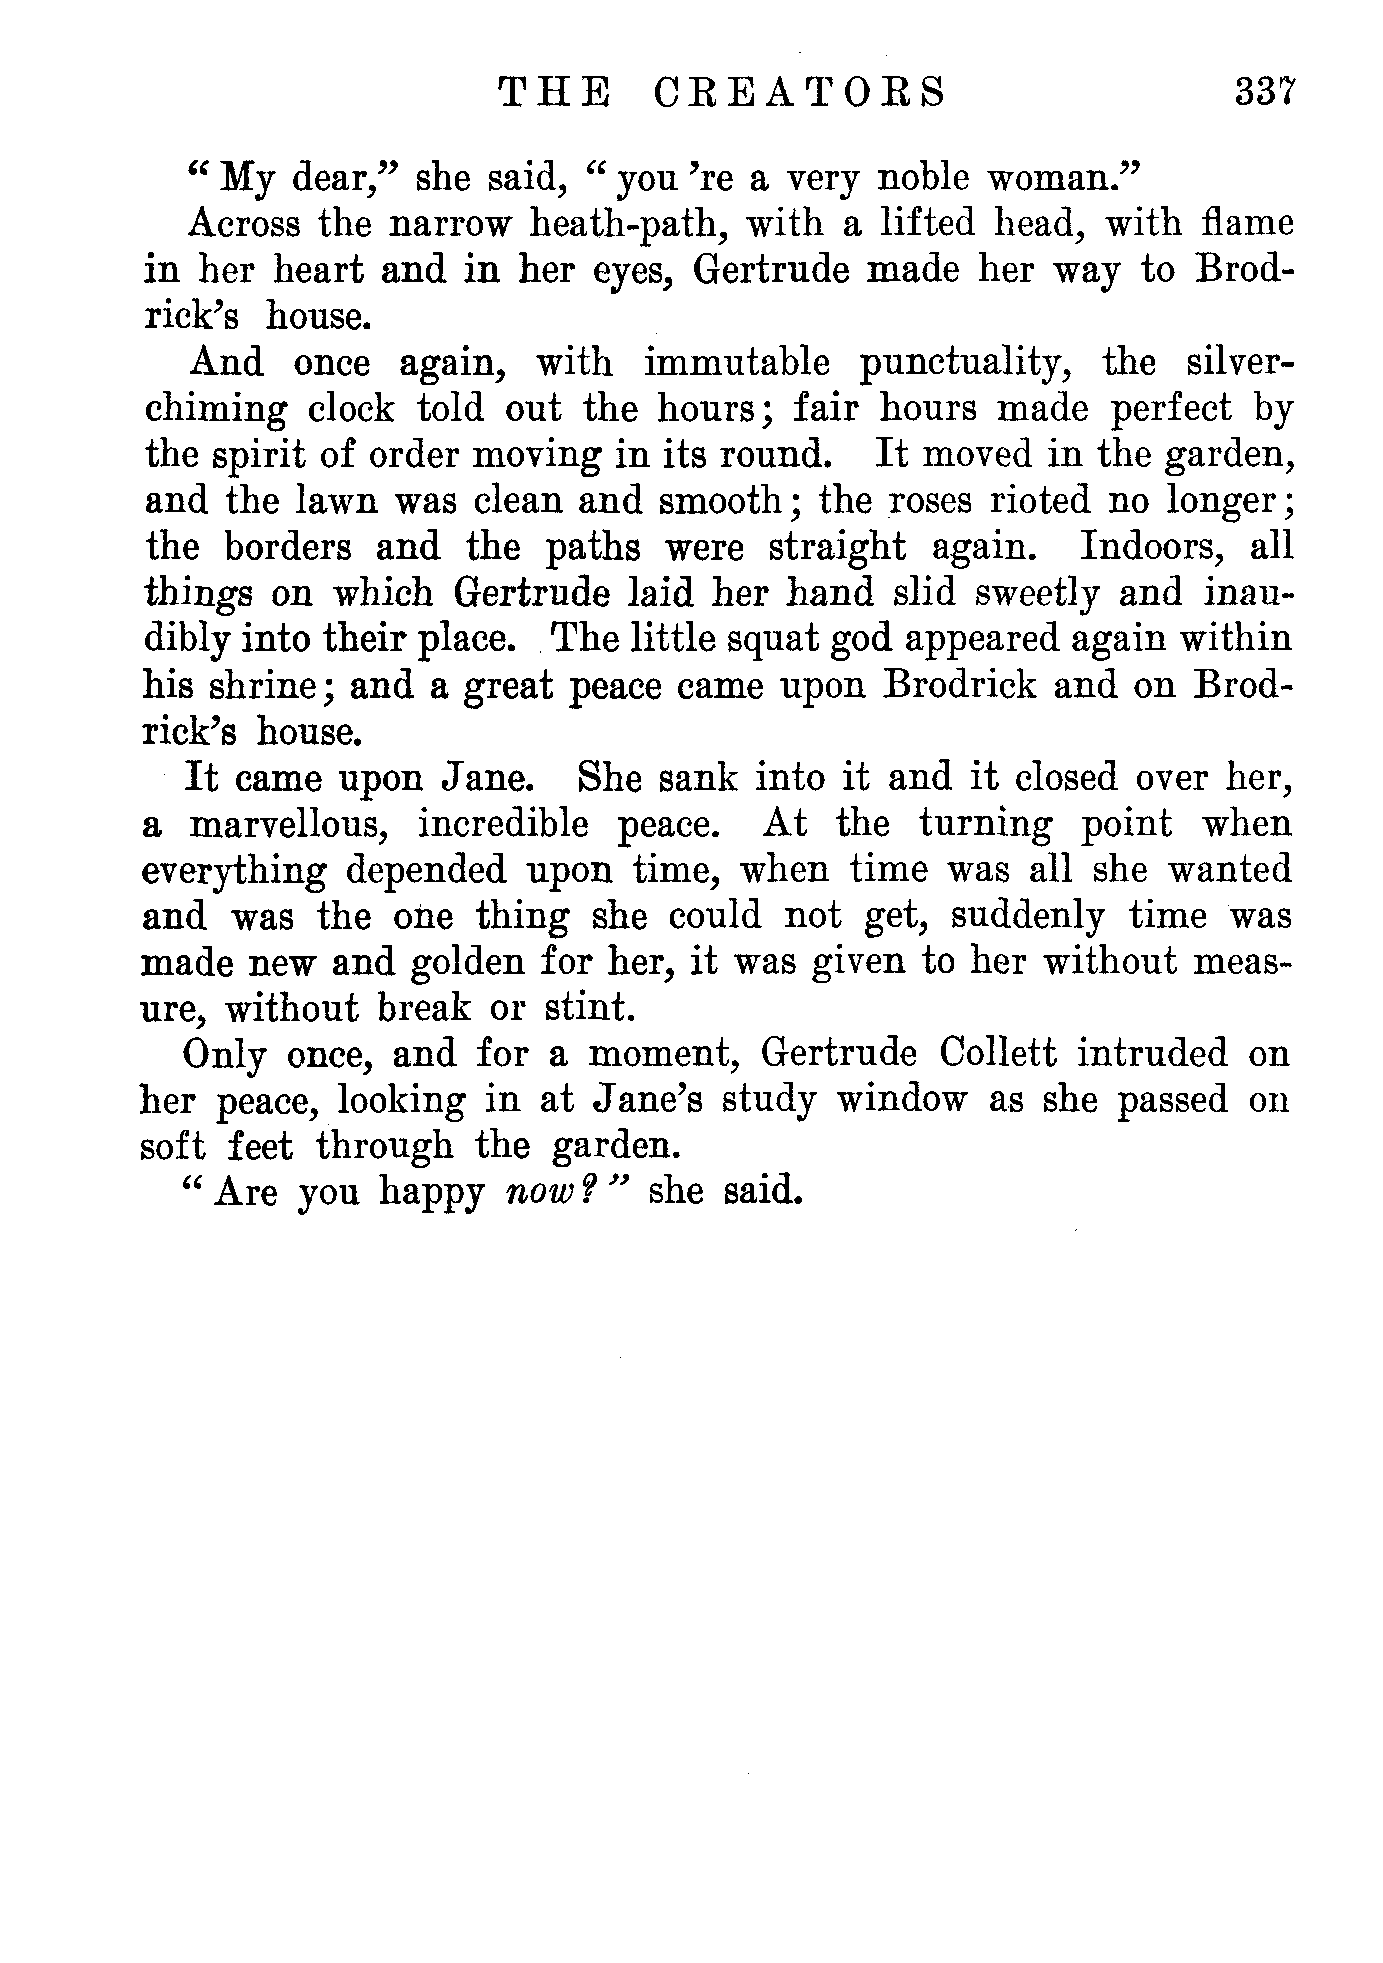 THE CREATORS 337
“ My dear,” she said, “ you ’re a very noble woman.”
Across the narrow heath-path, with a lifted head, with flame
in her heart and in her eyes, Gertrude made her way to Brod-
rick’s house.
And once again, with immutable punctuality, the silver-
chiming clock told out the hours; fair hours made perfect by
the spirit of order moving in its round. It moved in the garden,
and the lawn was clean and smooth; the roses rioted no longer;
the borders and the paths were straight again. Indoors, all
things on which Gertrude laid her hand slid sweetly and inau-
dibly into their place. The little squat god appeared again within
his shrine; and a great peace came upon Brodrick and on Brod-
rick’s house.
It came upon Jane. She sank into it and it closed over her,
a marvellous, incredible peace. At the turning point when
everything depended upon time, when time was all she wanted
and was the one thing she could not get, suddenly time was
made new and golden for her, it was given to her without meas-
ure, without break or stint.
Only once, and for a moment, Gertrude Collett intruded on
her peace, looking in at Jane’s study window as she passed on
soft feet through the garden.
“ Are you happy now? ” she said.